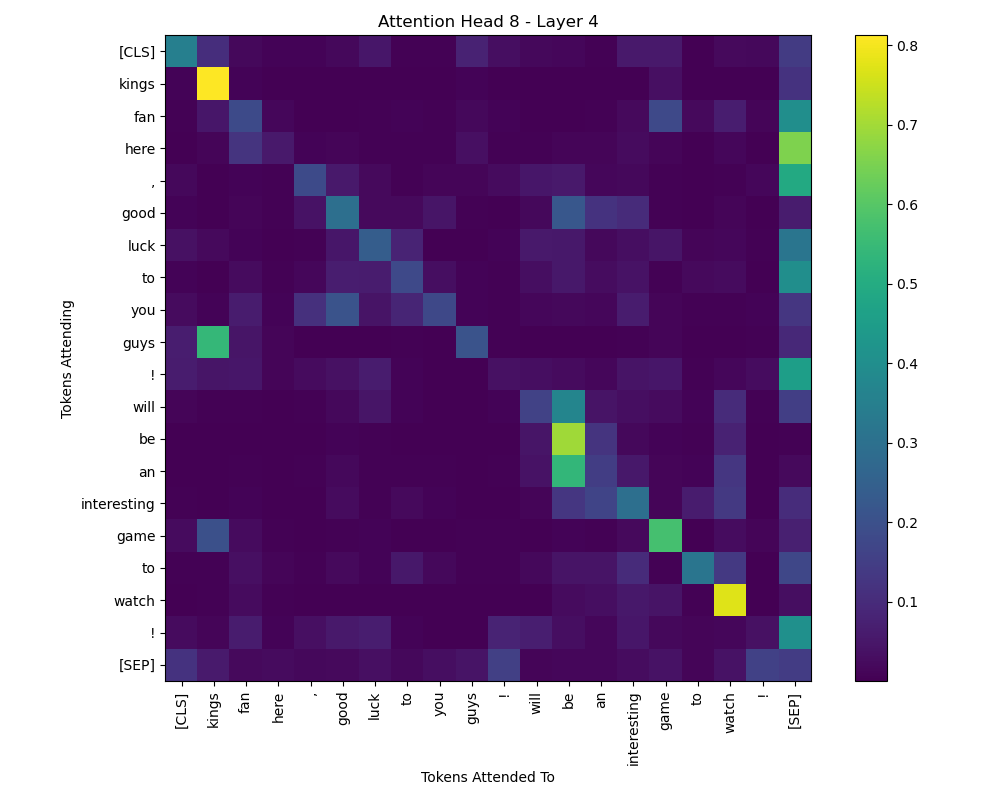 Attention Head 8 - Layer 4
Tokens Attending
[CLS]
kings
fan
here
,
good
luck
to
you
guys
!
will
be
an
interesting
game
to
watch
!
[SEP]
[CLS] kings fan here , good luck to you guys ! will be an interesting game to watch ! [SEP]
Tokens Attended To
0.8
0.7
0.6
0.5
0.4
0.3
0.2
0.1